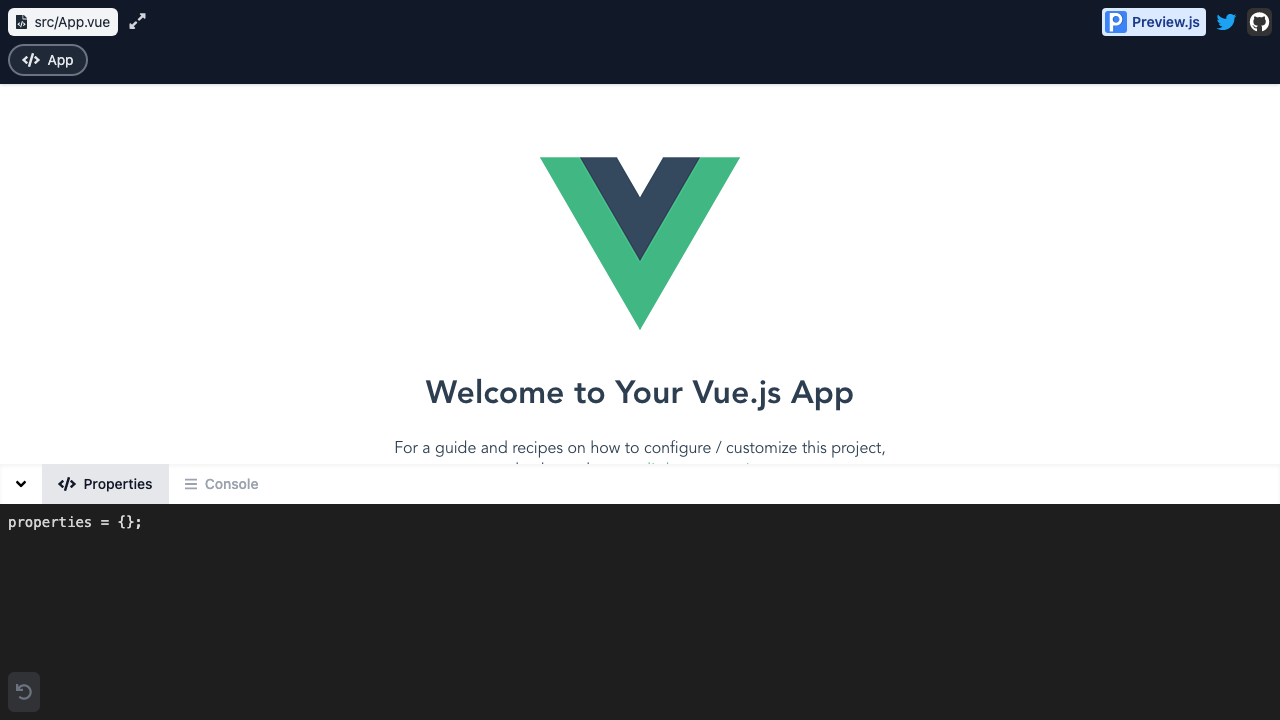 src/App.vue
Preview.js
App
Welcome to Your Vue.js App
For a guide and recipes on how to configure / customize this project,
Properties
Console
properties = {};